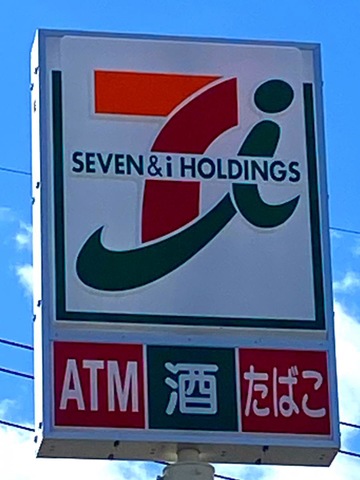 SEVEN&i HOLDINGS
ATM 酒 たばこ